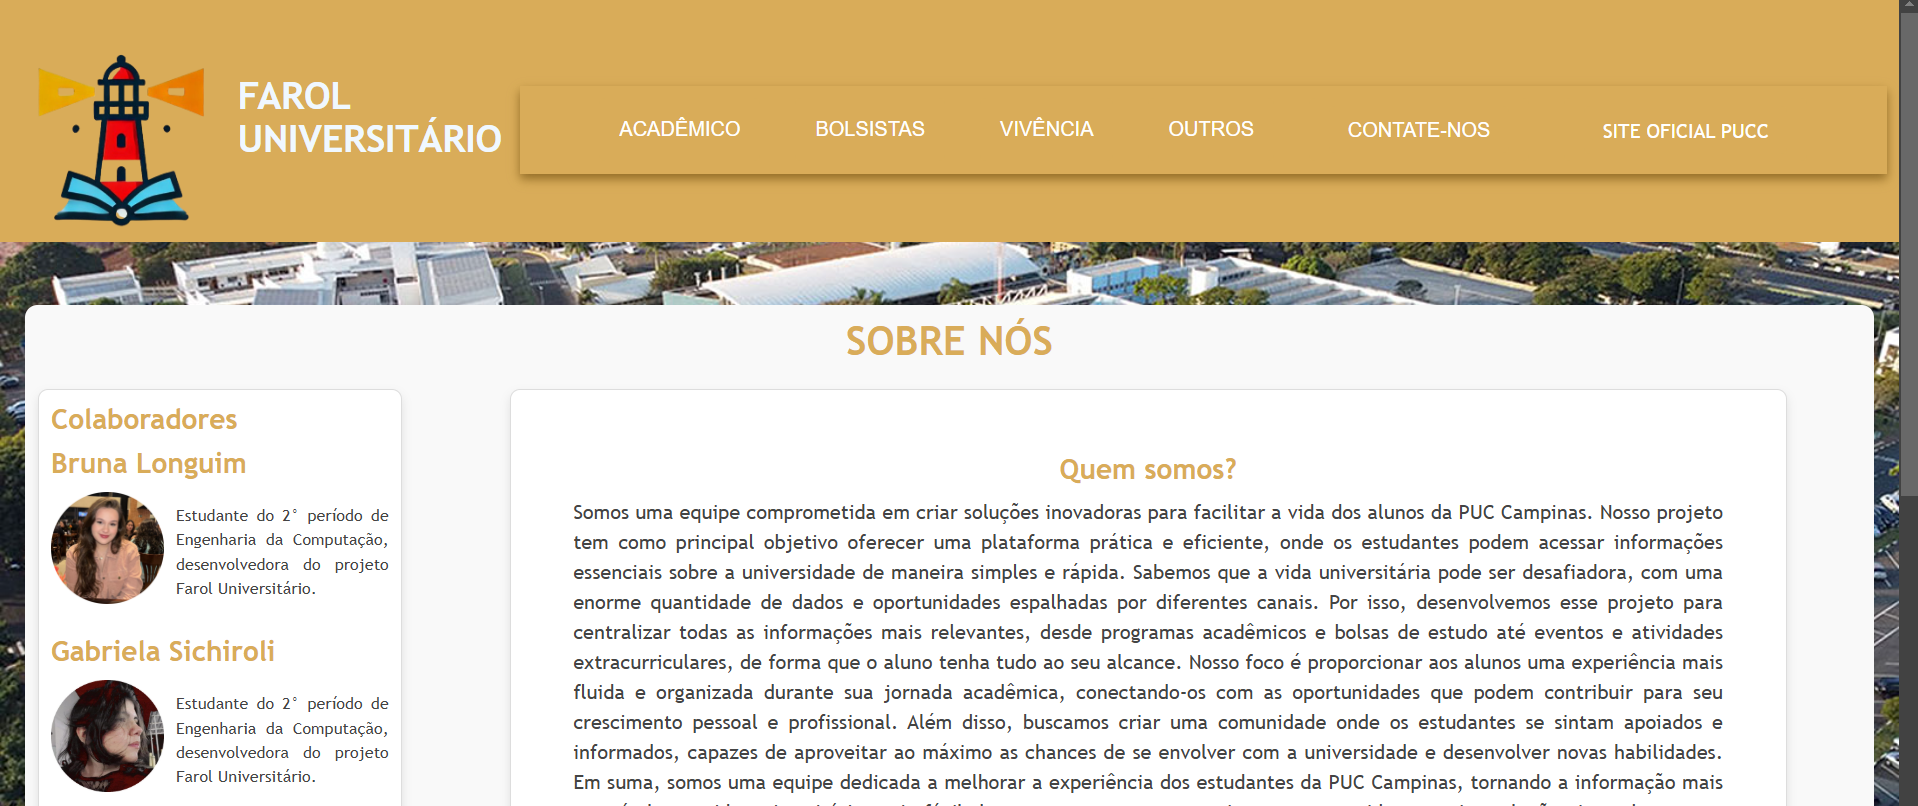 FAROL
UNIVERSITÁRIO
ACADÊMICO
BOLSISTAS
VIVÊNCIA
OUTROS
CONTATE-NOS
SITE OFICIAL PUCC
SOBRE NÓS
Colaboradores
Bruna Longuim
Estudante do 2° período de
Engenharia da Computação,
desenvolvedora do projeto
Farol Universitário.
Gabriela Sichiroli
Estudante do 2° período de
Engenharia da Computação,
desenvolvedora do projeto
Farol Universitário.
Quem somos?
Somos uma equipe comprometida em criar soluções inovadoras para facilitar a vida dos alunos da PUC Campinas. Nosso projeto
tem como principal objetivo oferecer uma plataforma prática e eficiente, onde os estudantes podem acessar informações
essenciais sobre a universidade de maneira simples e rápida. Sabemos que a vida universitária pode ser desafiadora, com uma
enorme quantidade de dados e oportunidades espalhadas por diferentes canais. Por isso, desenvolvemos esse projeto para
centralizar todas as informações mais relevantes, desde programas acadêmicos e bolsas de estudo até eventos e atividades
extracurriculares, de forma que o aluno tenha tudo ao seu alcance. Nosso foco é proporcionar aos alunos uma experiência mais
fluida e organizada durante sua jornada acadêmica, conectando-os com as oportunidades que podem contribuir para seu
crescimento pessoal e profissional. Além disso, buscamos criar uma comunidade onde os estudantes se sintam apoiados e
informados, capazes de aproveitar ao máximo as chances de se envolver com a universidade e desenvolver novas habilidades.
Em suma, somos uma equipe dedicada a melhorar a experiência dos estudantes da PUC Campinas, tornando a informação mais